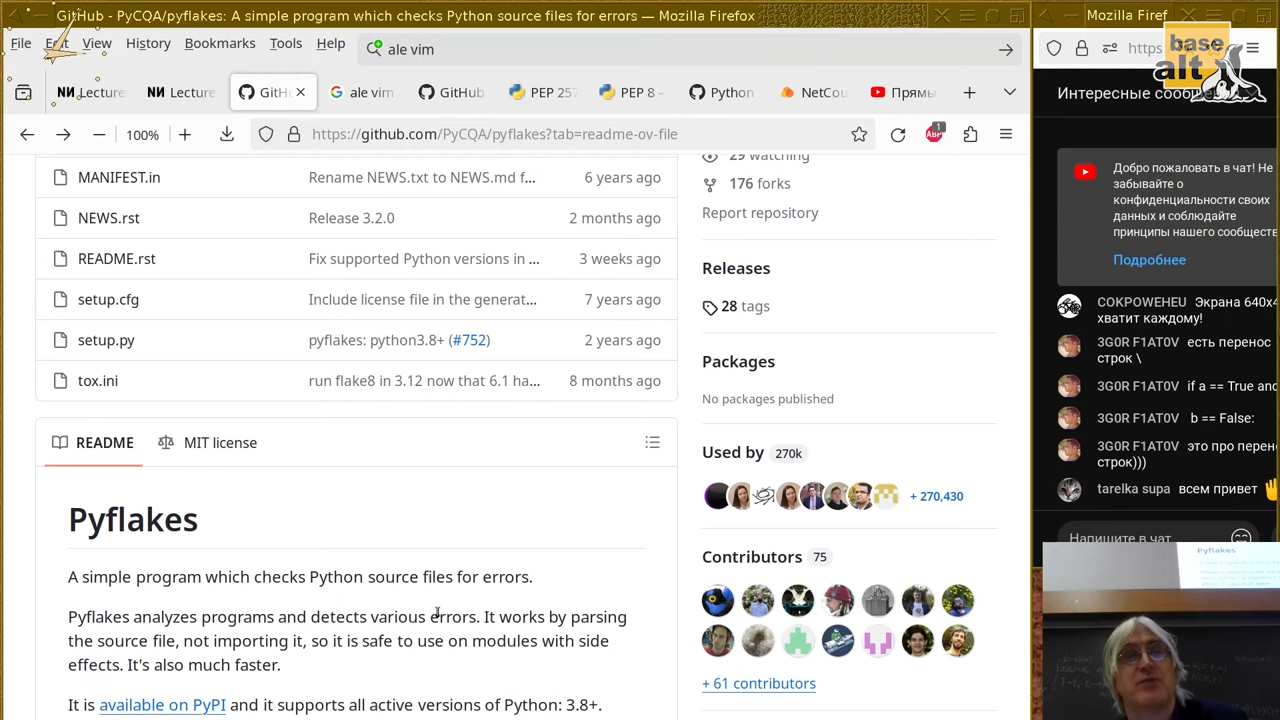 GitHub - PyCQA/pyflakes: A simple program which checks Python source files for errors — Mozilla Firefox
File Edit View History Bookmarks Tools Help
ale vim
Lecture
Lecture
GitHu
ale vim
GitHub
PEP 257
PEP 8 –
Python
NetCou
Прямы
100%
https://github.com/PyCQA/pyflakes?tab=readme-ov-file
1
MANIFEST.in Rename NEWS.txt to NEWS.md f... 6 years ago
NEWS.rst Release 3.2.0 2 months ago
README.rst Fix supported Python versions in ... 3 weeks ago
setup.cfg Include license file in the generat... 7 years ago
setup.py pyflakes: python3.8+ (#752) 2 years ago
tox.ini run flake8 in 3.12 now that 6.1 ha... 8 months ago
README MIT license
Pyflakes
A simple program which checks Python source files for errors.
Pyflakes analyzes programs and detects various errors. It works by parsing
the source file, not importing it, so it is safe to use on modules with side
effects. It's also much faster.
It is available on PyPI and it supports all active versions of Python: 3.8+.
29 watching
176 forks
Report repository
Releases
28 tags
Packages
No packages published
Used by 270k
+ 270,430
Contributors 75
+ 61 contributors
Mozilla Firef
https
base
alt
Интересные сооб
Добро пожаловать в чат! Не
забывайте о
конфиденциальности своих
данных и соблюдайте
принципы нашего сообществ
Подробнее
COKPOWEHEU Экрана 640x4
хватит каждому!
3G0R F1AT0V есть перенос
строк \
3G0R F1AT0V if a == True and
3G0R F1AT0V b == False:
3G0R F1AT0V это про перен
строк)))
tarelka supa всем привет
Напишите в чат
Pyflakes